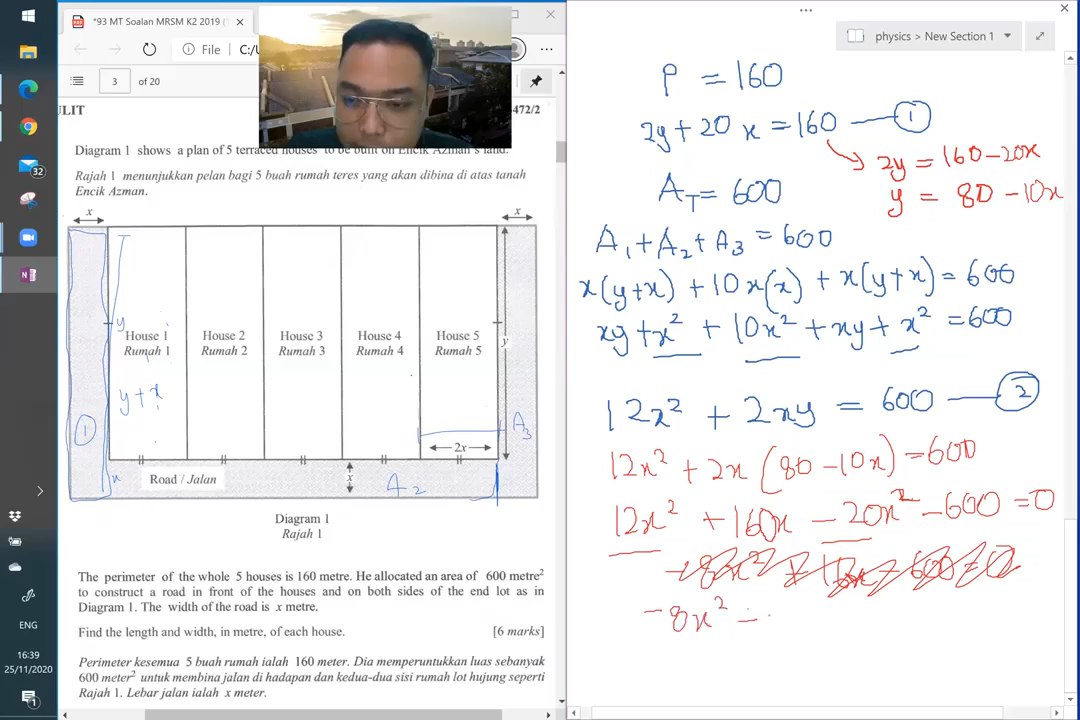 "93 MT Soalan MRSM K2 2019 (
File
C:/
3 of 20
ULIT
472/2
Diagram 1 shows a plan of 5 terraced houses to be built on Encik Azman's land.
Rajah 1 menunjukkan pelan bagi 5 buah rumah teres yang akan dibina di atas tanah
Encik Azman.
x
x
y
y
House 1
Rumah 1
House 2
Rumah 2
House 3
Rumah 3
House 4
Rumah 4
House 5
Rumah 5
y+x
1
A3
2x
x
Road / Jalan
x
A2
Diagram 1
Rajah 1
The perimeter of the whole 5 houses is 160 metre. He allocated an area of 600 metre²
to construct a road in front of the houses and on both sides of the end lot as in
Diagram 1. The width of the road is x metre.
Find the length and width, in metre, of each house.
[6 marks]
Perimeter kesemua 5 buah rumah ialah 160 meter. Dia memperuntukkan luas sebanyak
600 meter² untuk membina jalan di hadapan dan kedua-dua sisi rumah lot hujung seperti
Rajah 1. Lebar jalan ialah x meter.
physics > New Section 1
P = 160
2y + 20x = 160 — 1
2y = 160-20x
y = 80-10x
AT = 600
A1 + A2 + A3 = 600
x(y+x) + 10x(x) + x(y+x) = 600
xy + x² + 10x² + xy + x² = 600
12x² + 2xy = 600 — 2
12x² + 2x (80-10x) = 600
12x² + 160x - 20x² - 600 = 0
-8x² =
32
ENG
16:39
25/11/2020
1